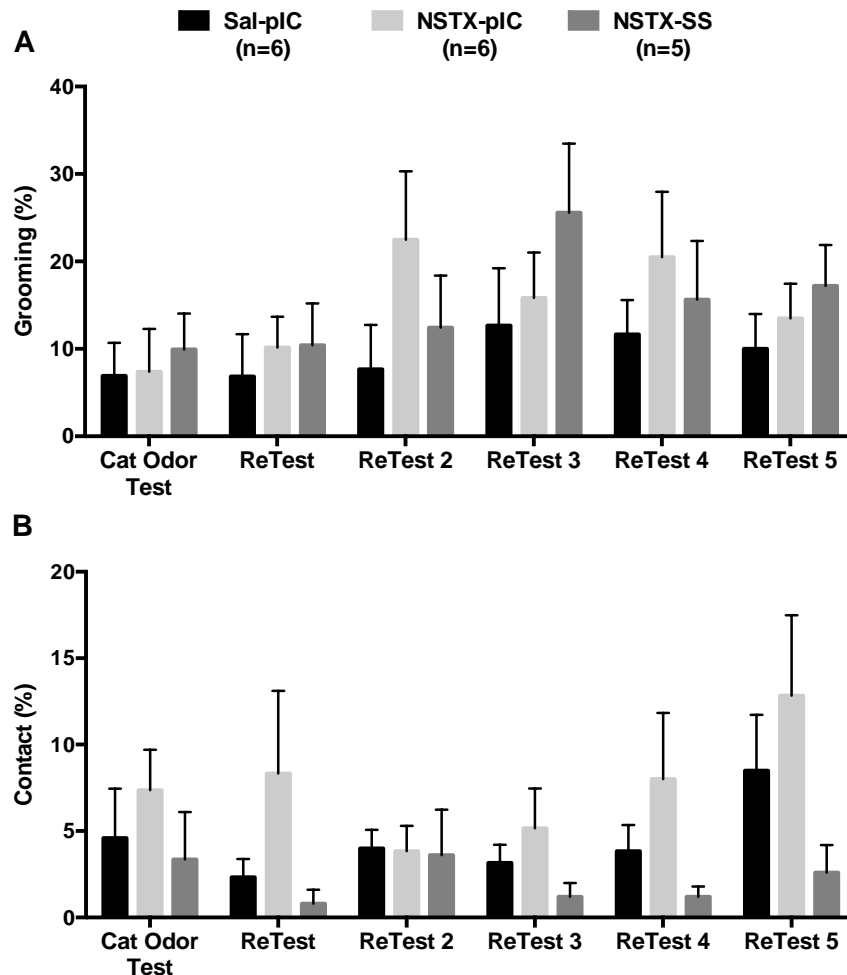 Sal-pIC NSTX-pIC NSTX-SS
(n=6) (n=6) (n=5)
A
40
30
20
10
0
Grooming (%)
Cat Odor ReTest ReTest 2 ReTest 3 ReTest 4 ReTest 5
Test
B
20
15
10
5
0
Contact (%)
Cat Odor ReTest ReTest 2 ReTest 3 ReTest 4 ReTest 5
Test